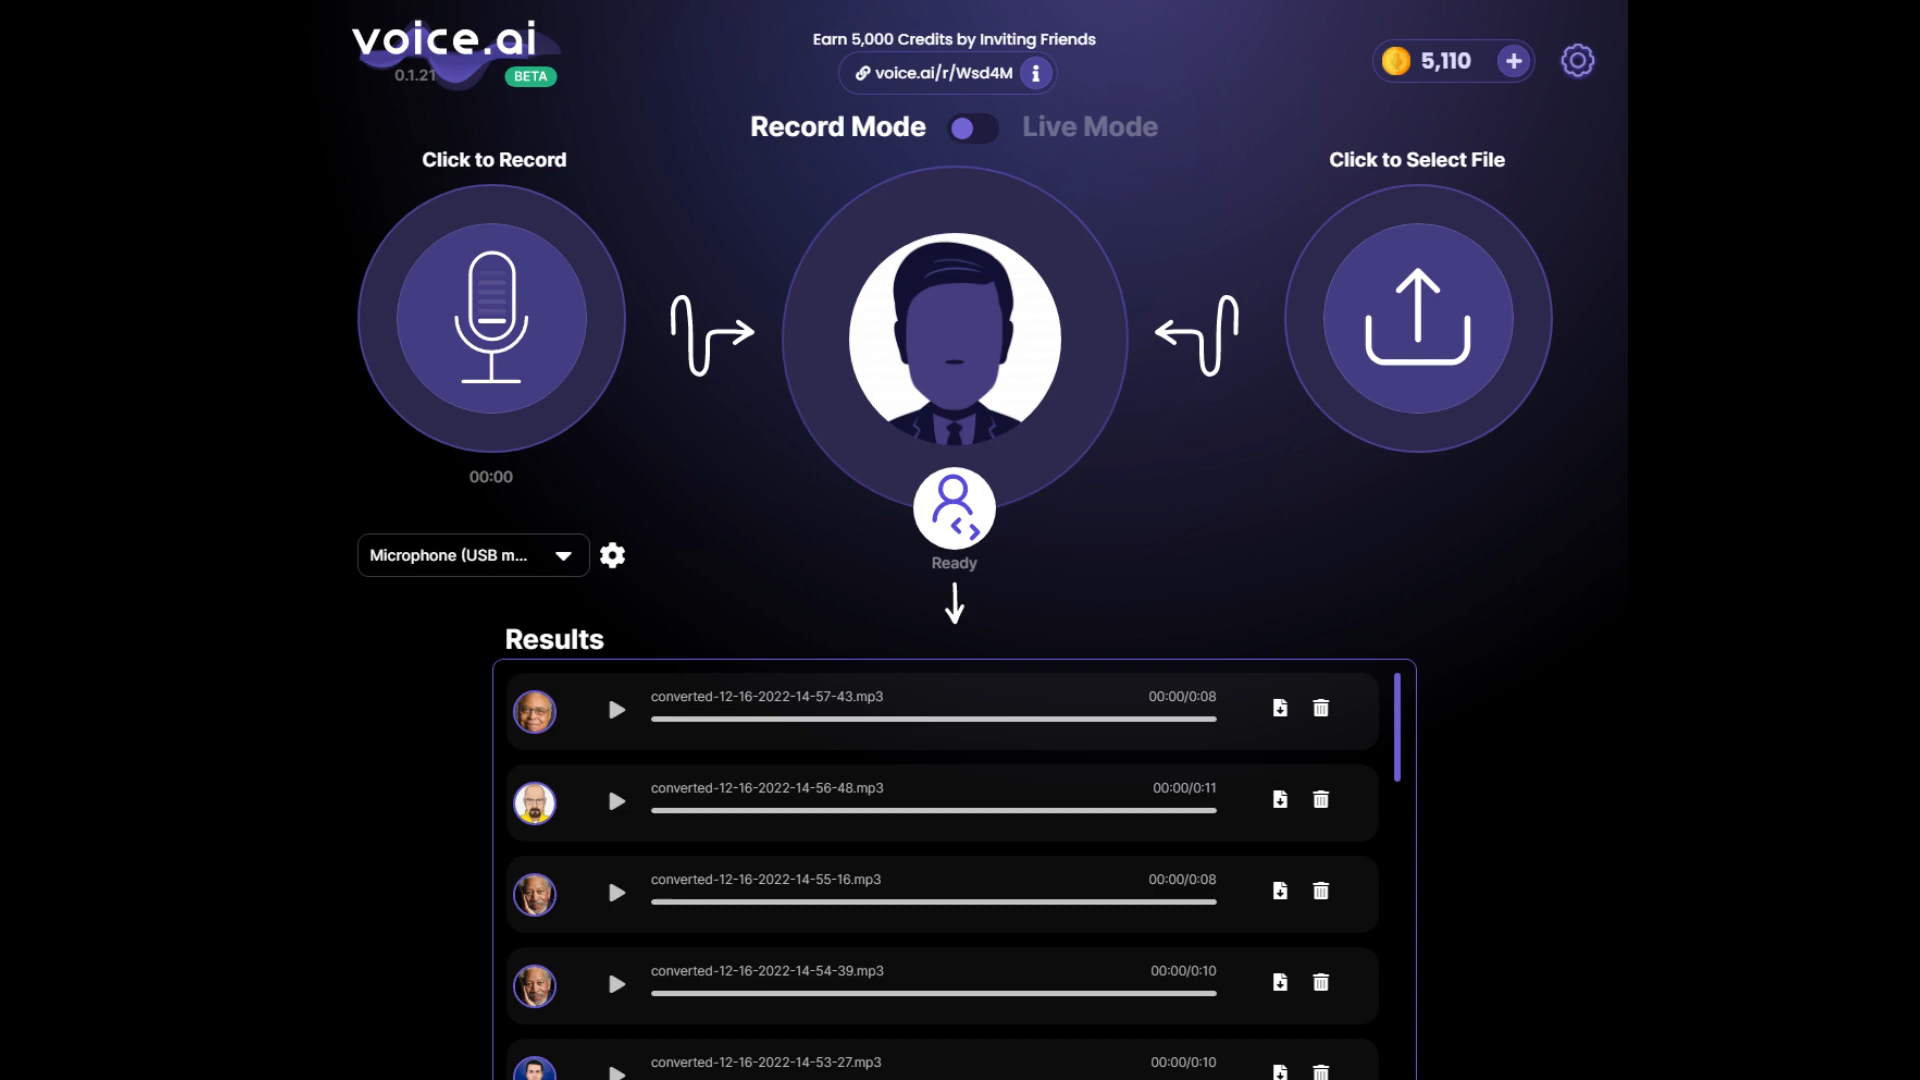 voice.ai
0.1.21
BETA
Earn 5,000 Credits by Inviting Friends
voice.ai/r/Wsd4M
5,110
Record Mode
Live Mode
Click to Record
Click to Select File
00:00
Microphone (USB m...
Ready
Results
converted-12-16-2022-14-57-43.mp3 00:00/0:08
converted-12-16-2022-14-56-48.mp3 00:00/0:11
converted-12-16-2022-14-55-16.mp3 00:00/0:08
converted-12-16-2022-14-54-39.mp3 00:00/0:10
converted-12-16-2022-14-53-27.mp3 00:00/0:10